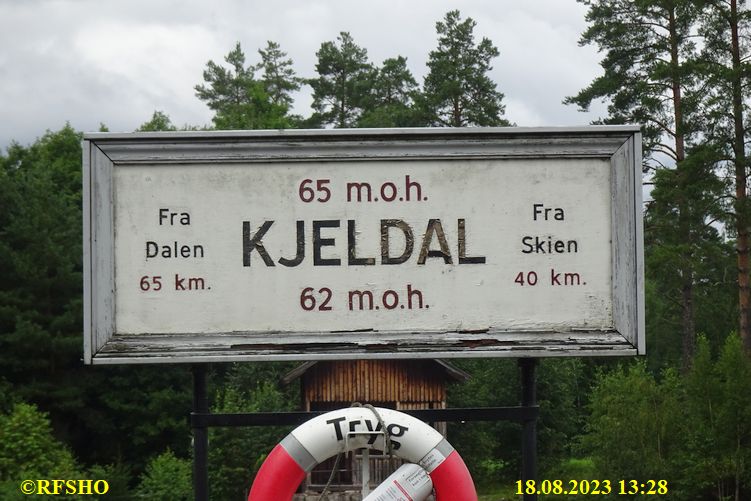 65 m.o.h.
Fra
Dalen
65 km.
KJELDAL
Fra
Skien
40 km.
62 m.o.h.
Tryg
©RFSHO
18.08.2023 13:28